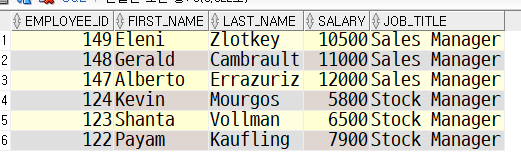 EMPLOYEE_ID FIRST_NAME LAST_NAME SALARY JOB_TITLE
1 149 Eleni Zlotkey 10500 Sales Manager
2 148 Gerald Cambrault 11000 Sales Manager
3 147 Alberto Errazuriz 12000 Sales Manager
4 124 Kevin Mourgos 5800 Stock Manager
5 123 Shanta Vollman 6500 Stock Manager
6 122 Payam Kaufling 7900 Stock Manager